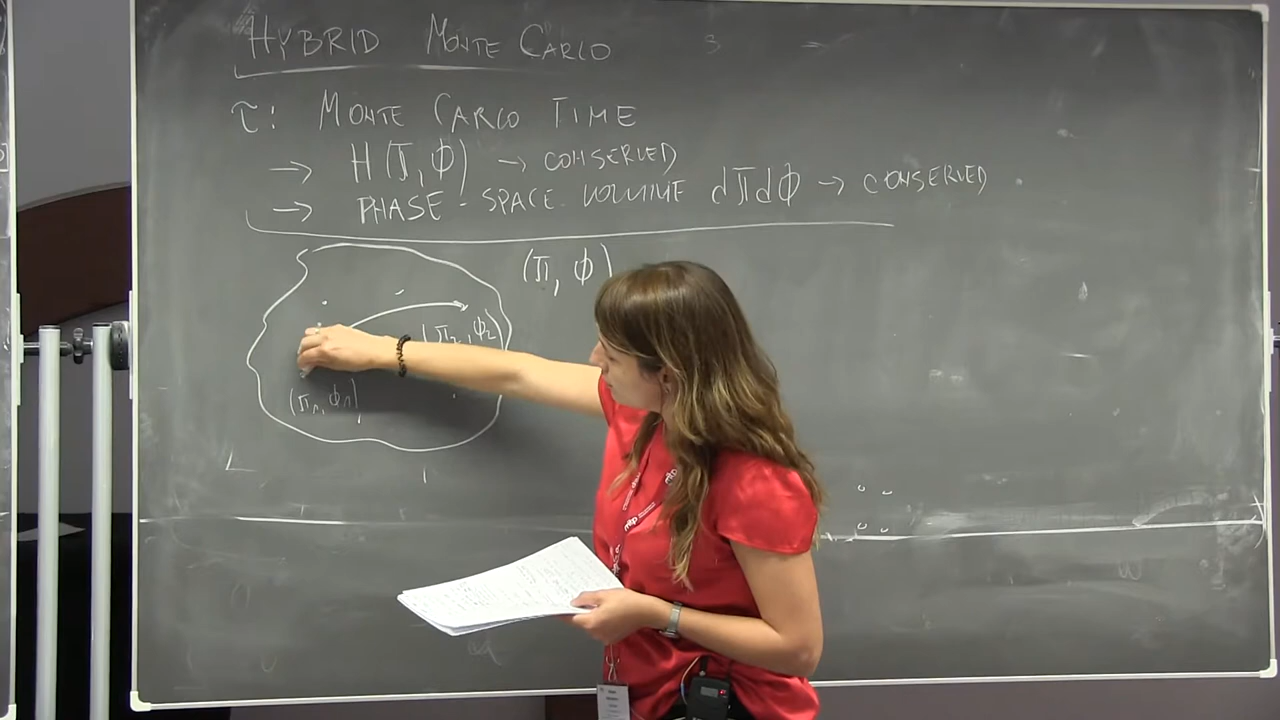 HYBRID MONTE CARLO
τ: MONTE CARLO TIME
→ H(π, φ) → CONSERVED
→ PHASE-SPACE VOLUME dπdφ → CONSERVED
(π, φ)
(π₂, φ₂)
(π₁, φ₁)